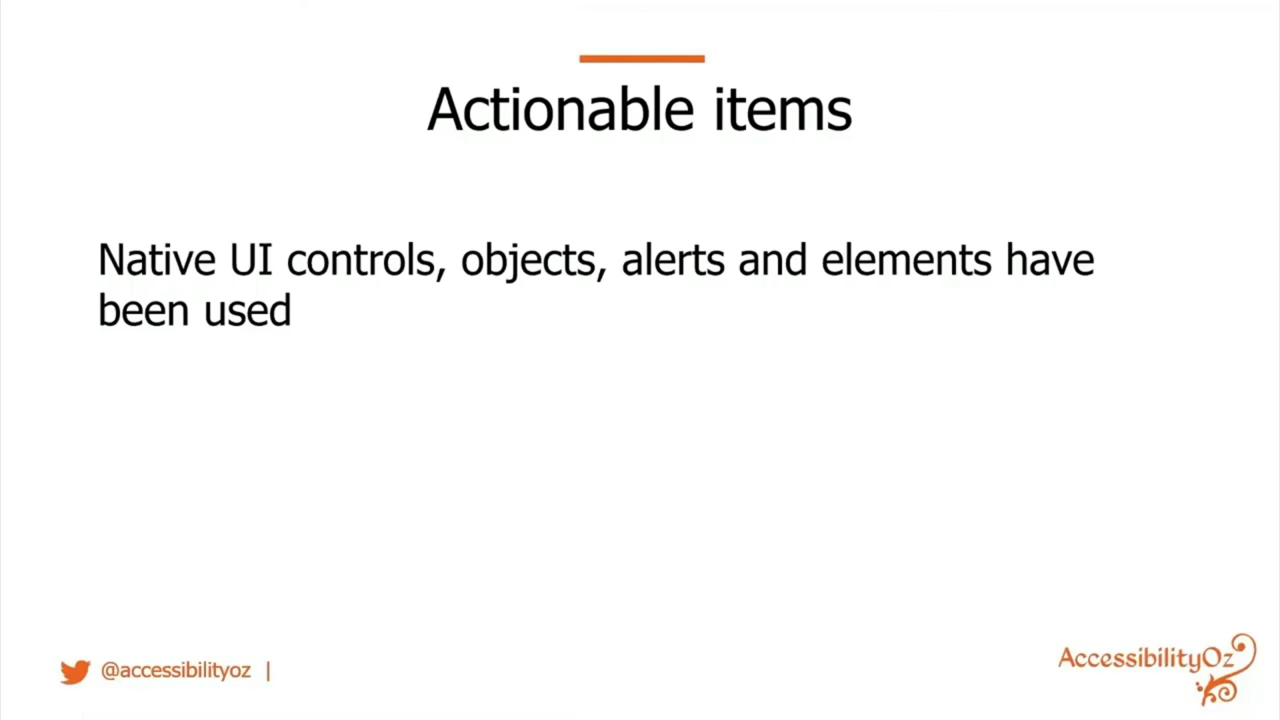 Actionable items
Native UI controls, objects, alerts and elements have
been used
@accessibilityoz |
AccessibilityOz